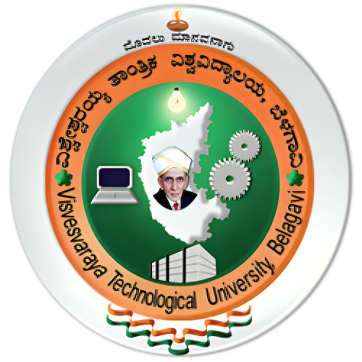 ಮೊದಲು ಮಾನವನಾಗು
ವಿಶ್ವೇಶ್ವರಯ್ಯ ತಾಂತ್ರಿಕ ವಿಶ್ವವಿದ್ಯಾಲಯ, ಬೆಳಗಾವಿ
Visvesvaraya Technological University, Belagavi